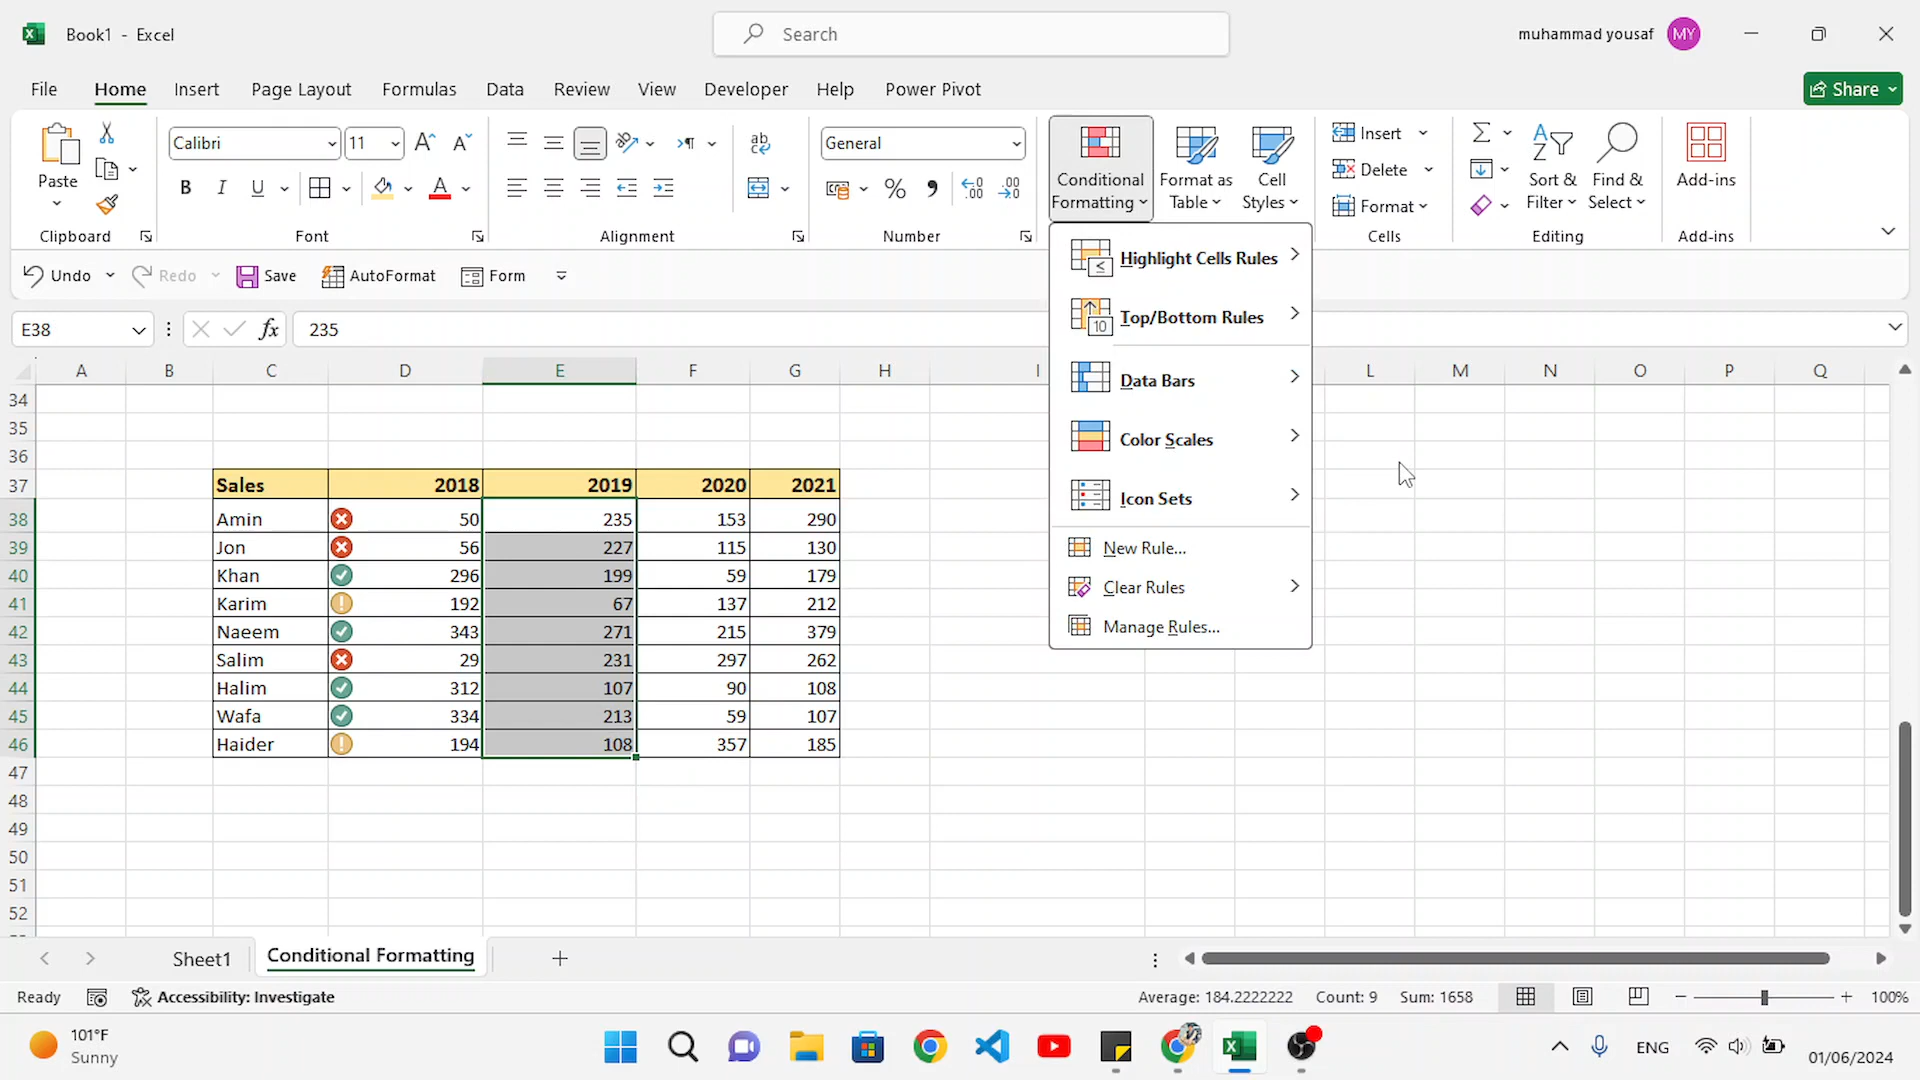 Book1 - Excel
Search
muhammad yousaf
MY
File Home Insert Page Layout Formulas Data Review View Developer Help Power Pivot
Share
Paste
Clipboard
Calibri 11
B I U A
Font
ab
Alignment
General
%
Number
Conditional Formatting
Format as Table
Cell Styles
Insert
Delete
Format
Cells
Sort & Filter
Find & Select
Editing
Add-ins
Add-ins
Undo Redo Save AutoFormat Form
E38
fx
235
Highlight Cells Rules
Top/Bottom Rules
Data Bars
Color Scales
Icon Sets
New Rule...
Clear Rules
Manage Rules...
A B C D E F G H I L M N O P Q
34
35
36
37 Sales 2018 2019 2020 2021
38 Amin 50 235 153 290
39 Jon 56 227 115 130
40 Khan 296 199 59 179
41 Karim 192 67 137 212
42 Naeem 343 271 215 379
43 Salim 29 231 297 262
44 Halim 312 107 90 108
45 Wafa 334 213 59 107
46 Haider 194 108 357 185
47
48
49
50
51
52
Sheet1 Conditional Formatting
Ready Accessibility: Investigate Average: 184.2222222 Count: 9 Sum: 1658 100%
101°F
Sunny
ENG
01/06/2024